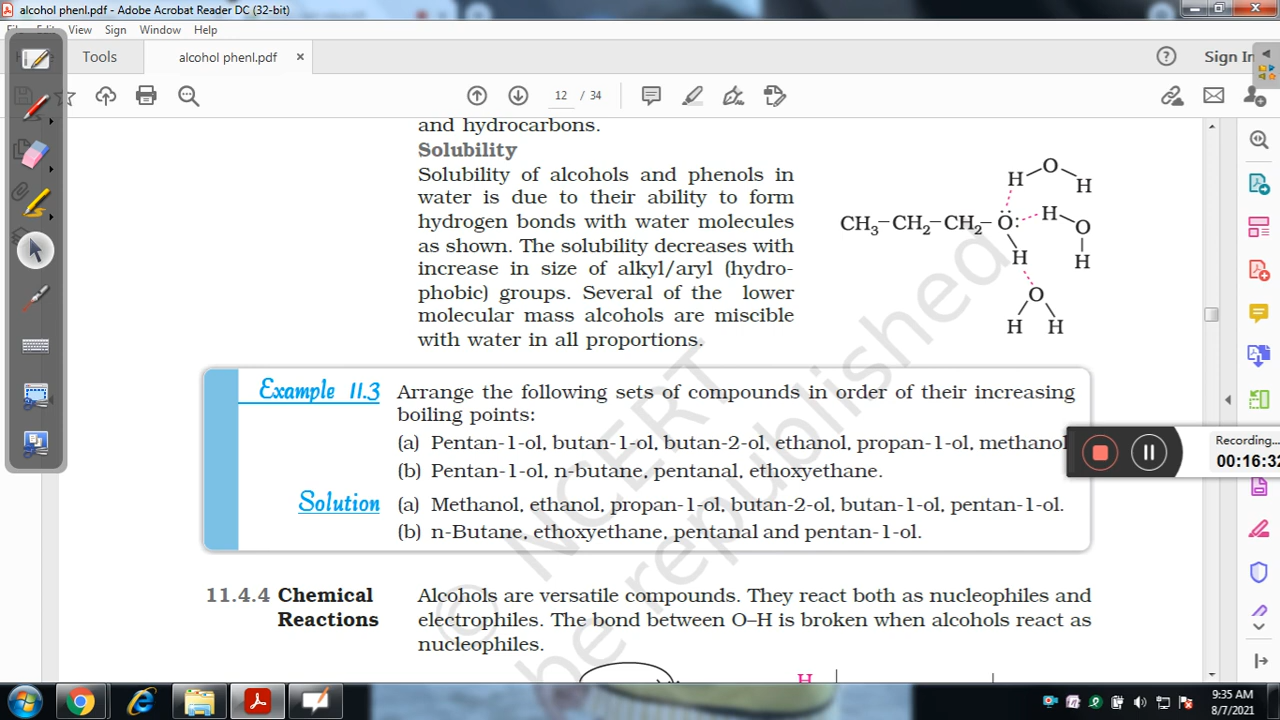 alcohol phenl.pdf - Adobe Acrobat Reader DC (32-bit)
View Sign Window Help
Tools alcohol phenl.pdf × Sign In
12 / 34
and hydrocarbons.
Solubility
Solubility of alcohols and phenols in
water is due to their ability to form
hydrogen bonds with water molecules
as shown. The solubility decreases with
increase in size of alkyl/aryl (hydro-
phobic) groups. Several of the lower
molecular mass alcohols are miscible
with water in all proportions.
H O H
CH₃–CH₂–CH₂–O: H O
H H
O
H H
Example 11.3 Arrange the following sets of compounds in order of their increasing
boiling points:
(a) Pentan-1-ol, butan-1-ol, butan-2-ol, ethanol, propan-1-ol, methanol
(b) Pentan-1-ol, n-butane, pentanal, ethoxyethane.
Solution (a) Methanol, ethanol, propan-1-ol, butan-2-ol, butan-1-ol, pentan-1-ol.
(b) n-Butane, ethoxyethane, pentanal and pentan-1-ol.
Recording...
00:16:32
11.4.4 Chemical
Reactions
Alcohols are versatile compounds. They react both as nucleophiles and
electrophiles. The bond between O–H is broken when alcohols react as
nucleophiles.
H
© NCERT
be republished
9:35 AM
8/7/2021